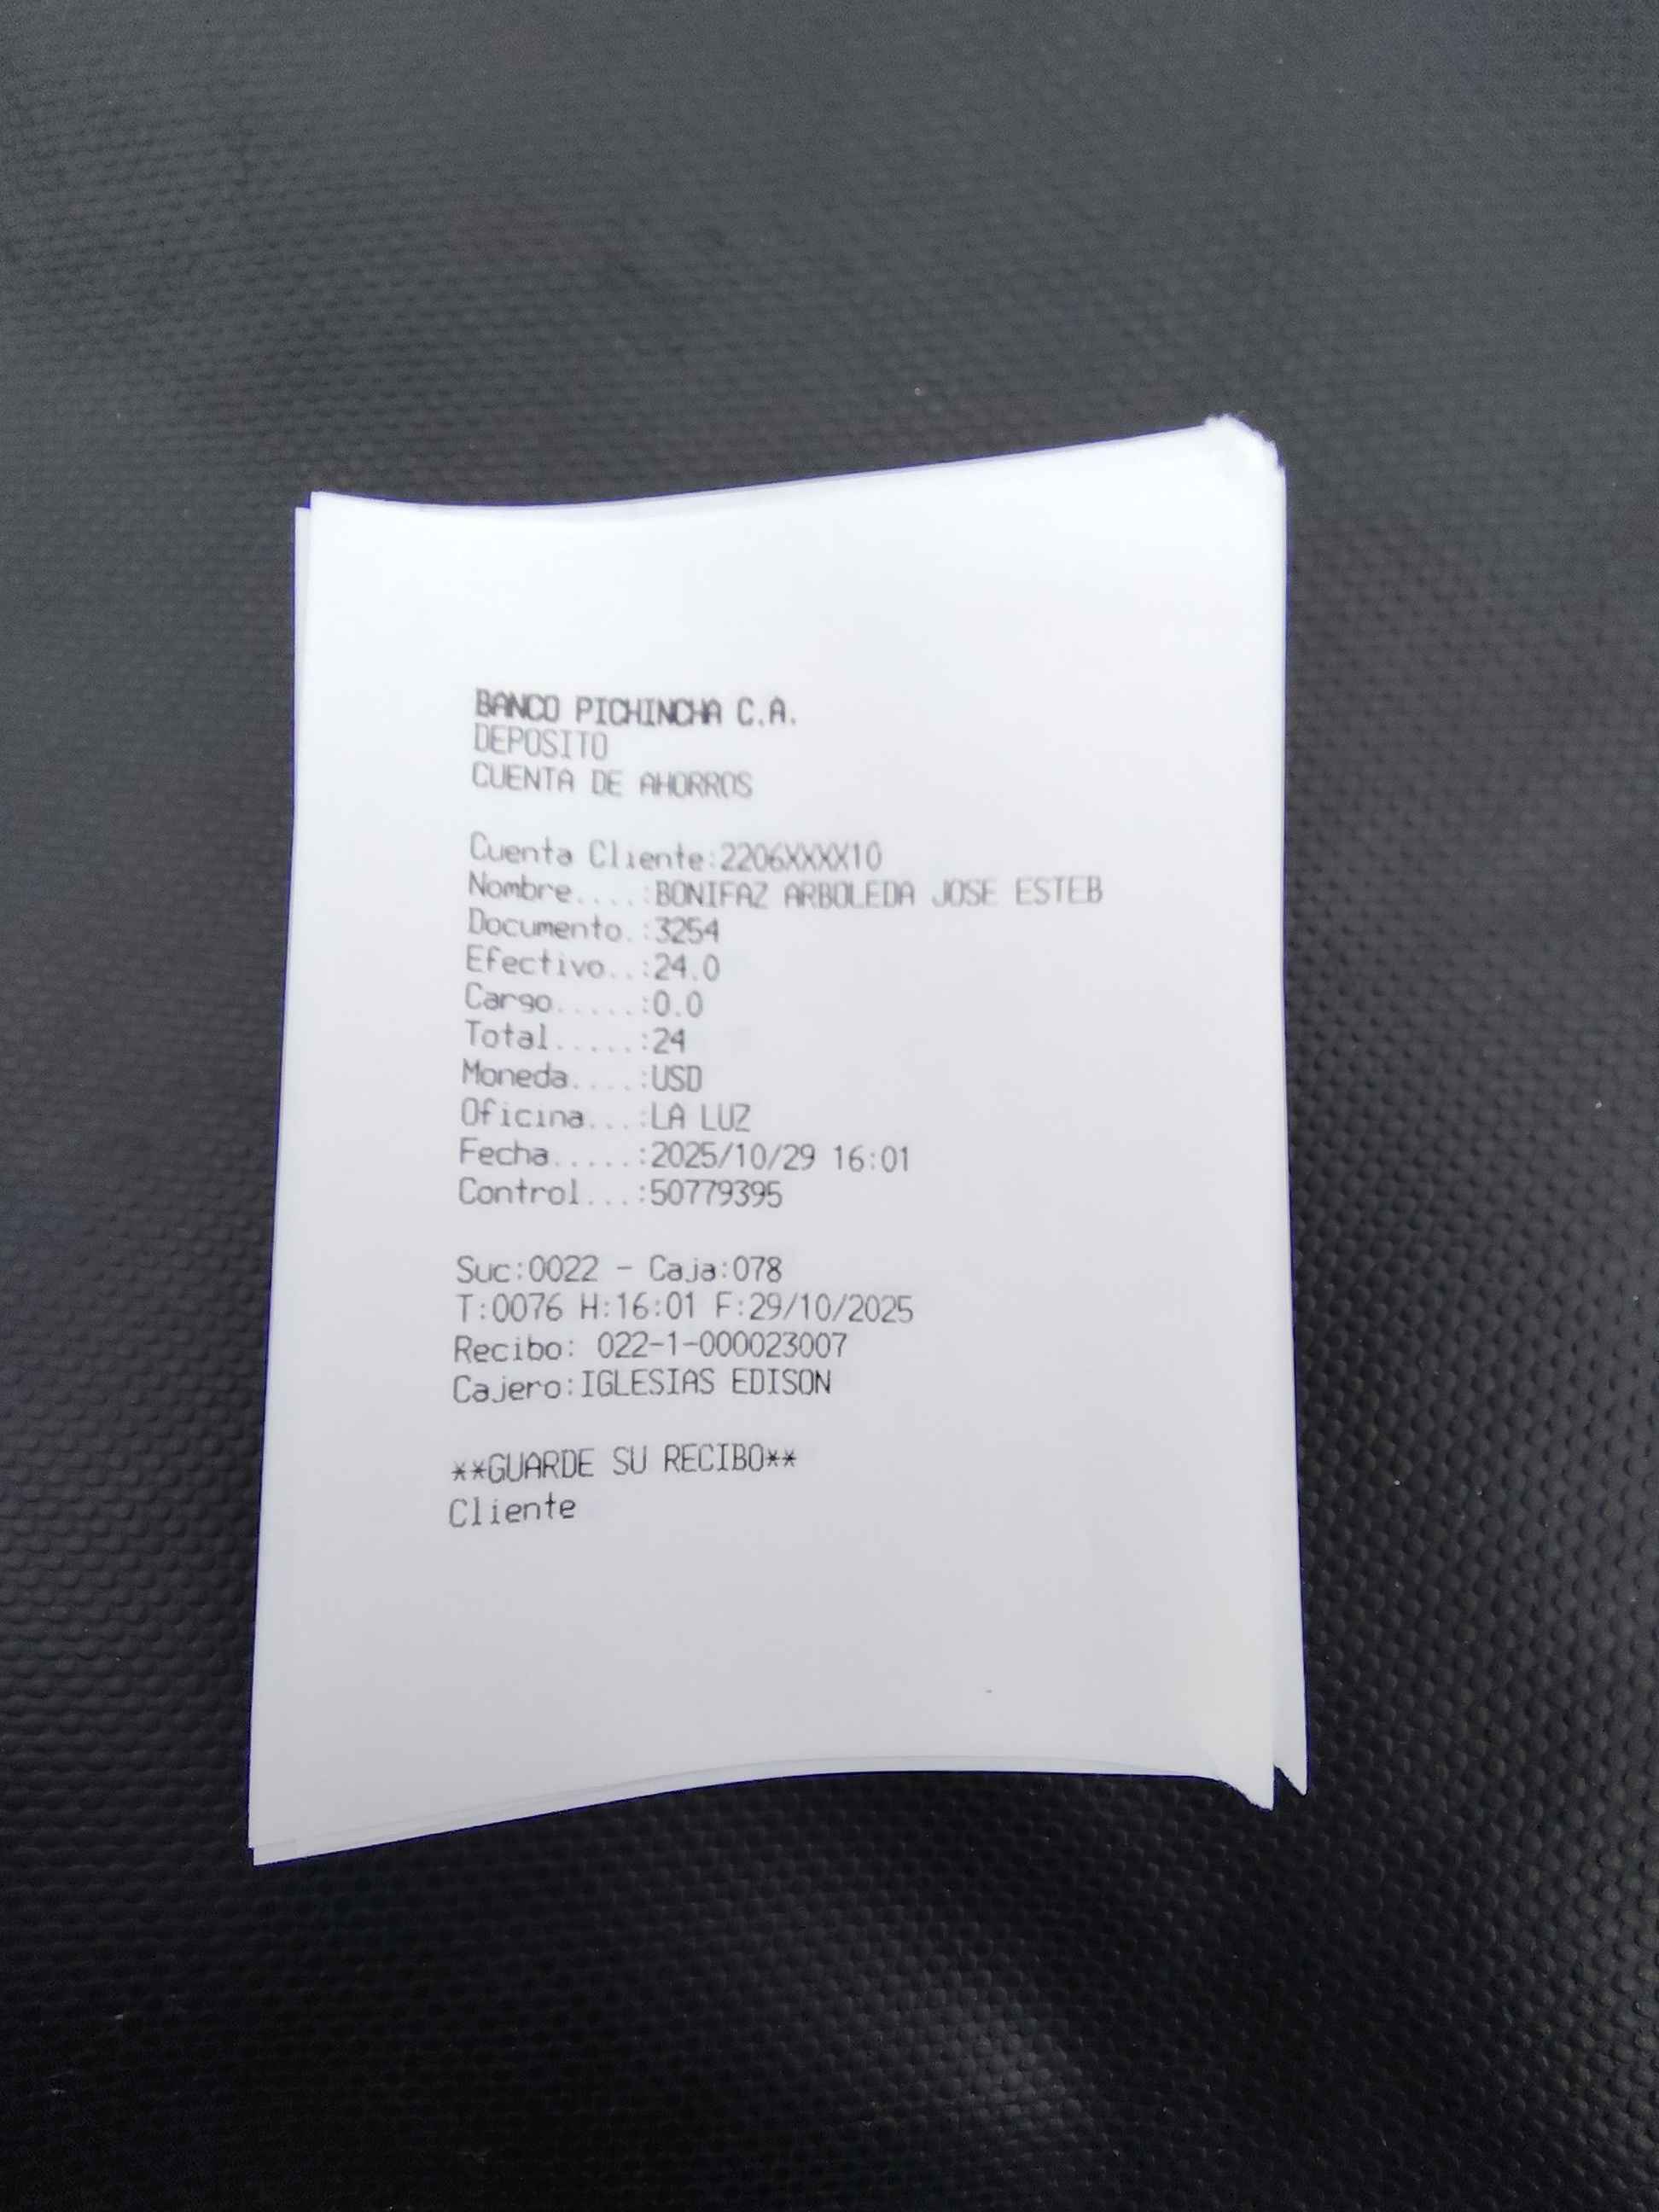 BANCO PICHINCHA C.A.
DEPOSITO
CUENTA DE AHORROS
Cuenta Cliente:2206XXXX10
Nombre....:BONIFAZ ARBOLEDA JOSE ESTEB
Documento.:3254
Efectivo..:24.0
Cargo.....:0.0
Total.....:24
Moneda....:USD
Oficina...:LA LUZ
Fecha.....:2025/10/29 16:01
Control...:50779395
Suc:0022 - Caja:078
T:0076 H:16:01 F:29/10/2025
Recibo: 022-1-000023007
Cajero:IGLESIAS EDISON
**GUARDE SU RECIBO**
Cliente